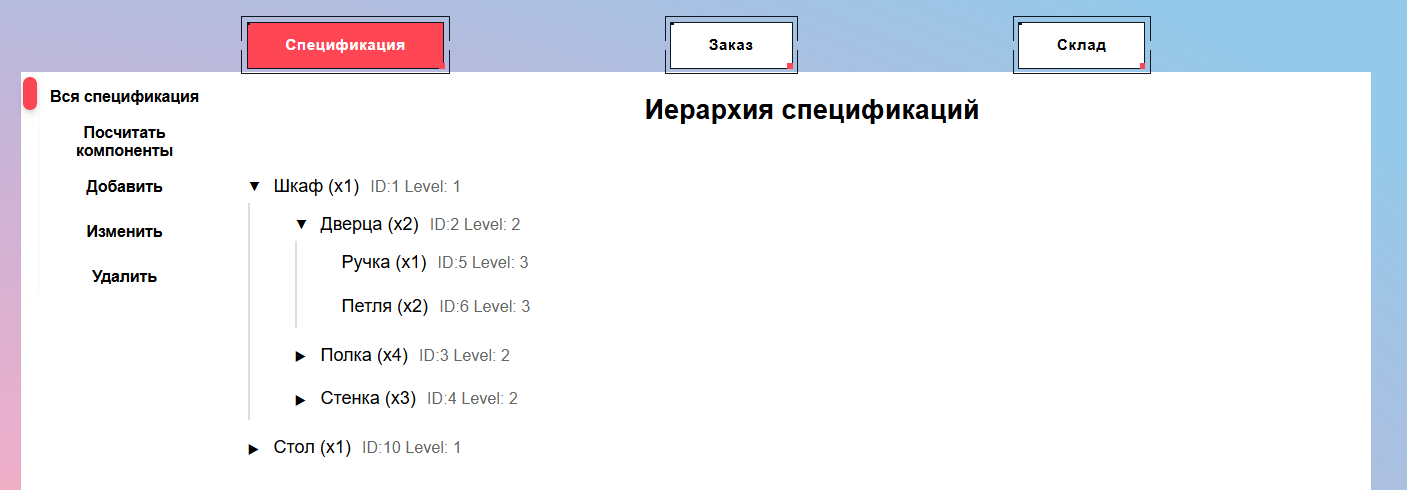 Спецификация
Заказ
Склад
Вся спецификация
Посчитать
компоненты
Добавить
Изменить
Удалить
Иерархия спецификаций
Шкаф (x1) ID:1 Level: 1
Дверца (x2) ID:2 Level: 2
Ручка (x1) ID:5 Level: 3
Петля (x2) ID:6 Level: 3
Полка (x4) ID:3 Level: 2
Стенка (x3) ID:4 Level: 2
Стол (x1) ID:10 Level: 1